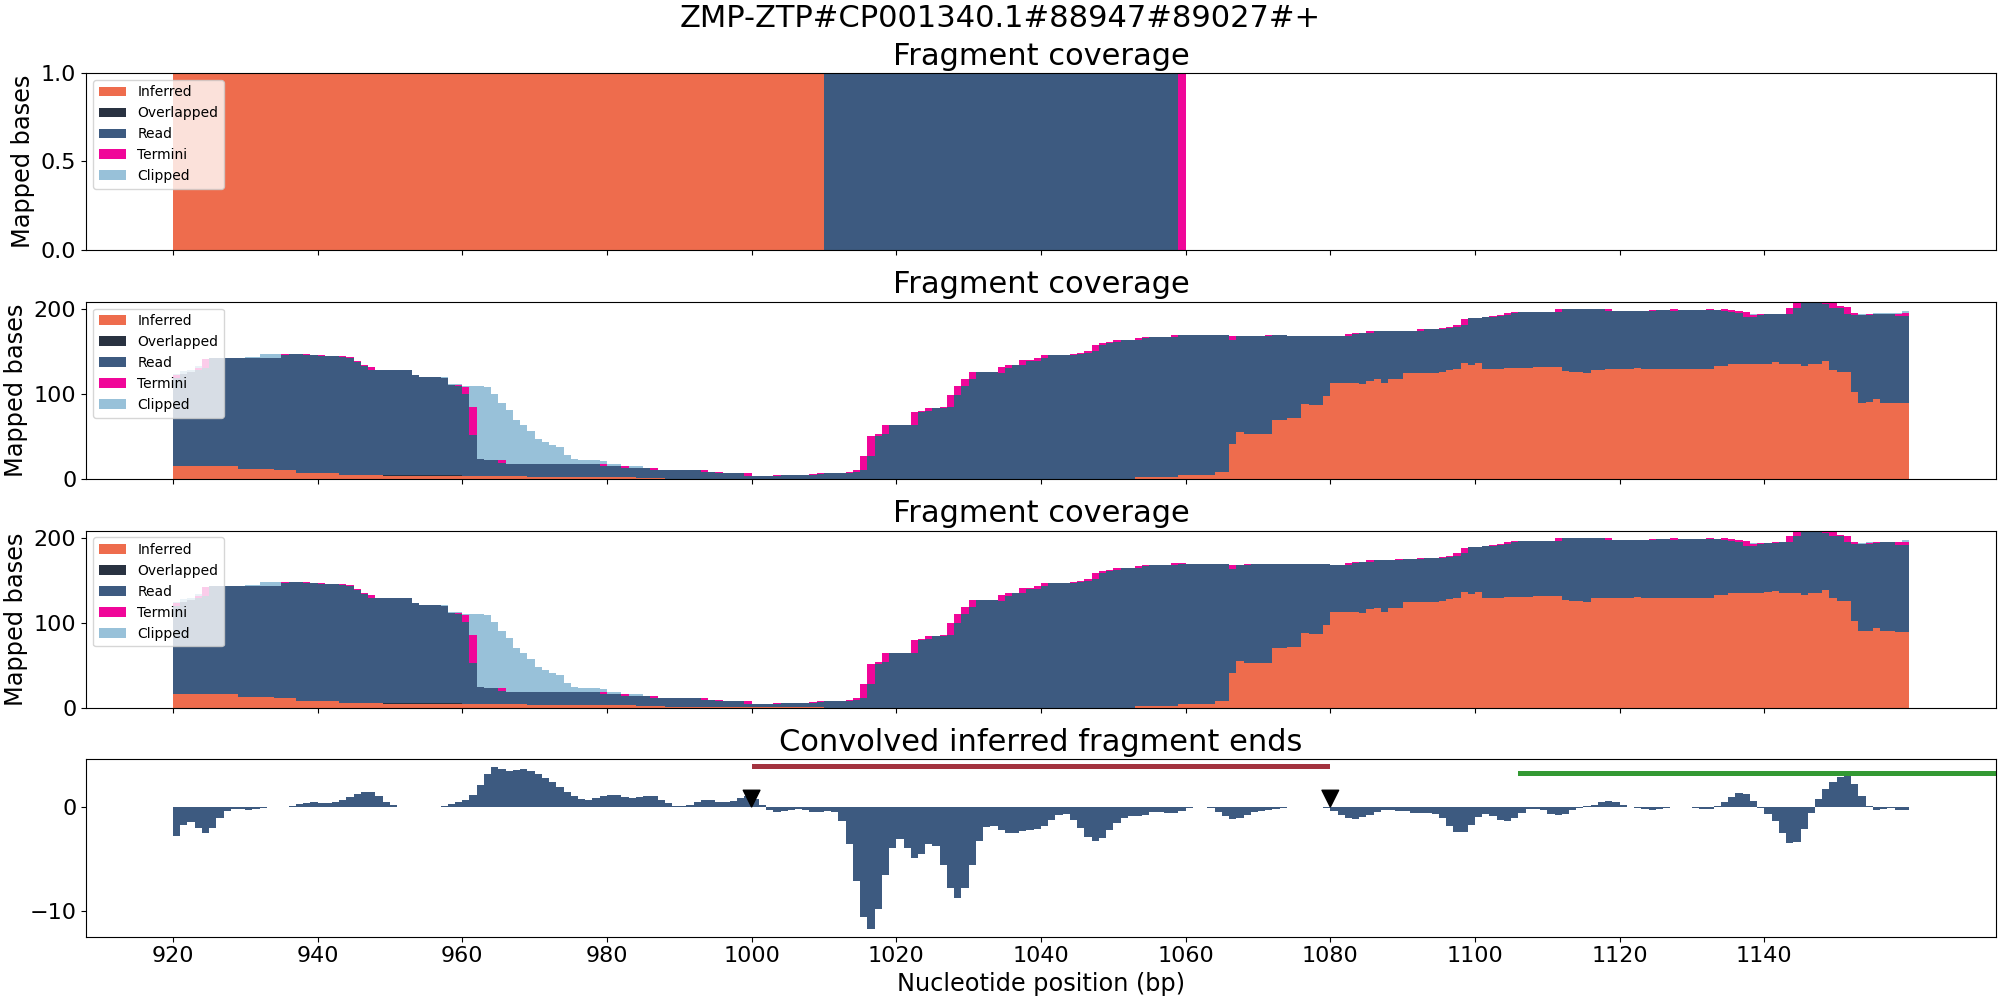 ZMP-ZTP#CP001340.1#88947#89027#+
Fragment coverage
Mapped bases
1.0
0.5
0.0
Inferred
Overlapped
Read
Termini
Clipped
Fragment coverage
Mapped bases
200
100
0
Inferred
Overlapped
Read
Termini
Clipped
Fragment coverage
Mapped bases
200
100
0
Inferred
Overlapped
Read
Termini
Clipped
Convolved inferred fragment ends
0
−10
920 940 960 980 1000 1020 1040 1060 1080 1100 1120 1140
Nucleotide position (bp)